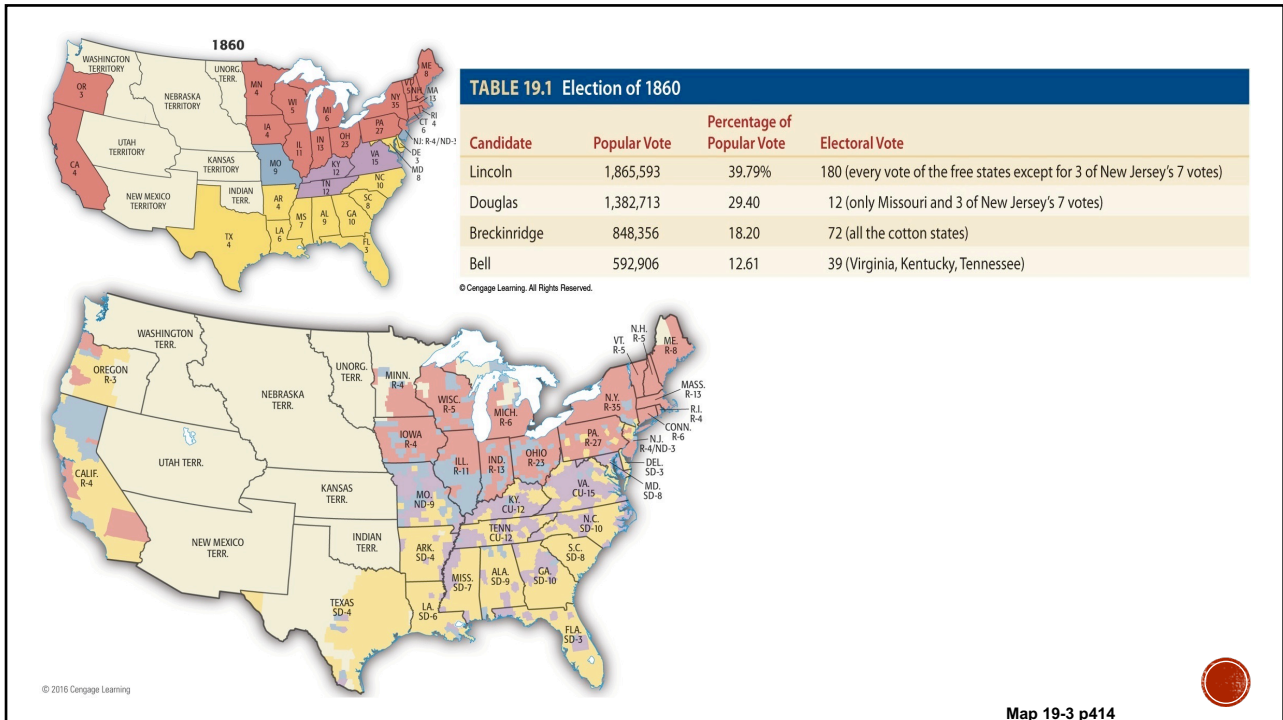 1860
WASHINGTON
TERRITORY
OR
3
CA
4
NEBRASKA
TERRITORY
UTAH
TERRITORY
NEW MEXICO
TERRITORY
KANSAS
TERRITORY
INDIAN
TERR.
UNORG.
TERR.
MN
4
WI
5
MI
6
IA
4
IL
11
IN
13
OH
23
PA
27
NY
35
VT
5
NH
5
ME
8
MA
13
RI
4
CT
6
NJ: R-4/ND-3
DE
3
MD
8
MO
9
KY
12
VA
15
TN
12
NC
10
SC
8
AR
4
MS
7
AL
9
GA
10
LA
6
TX
4
FL
3
TABLE 19.1 Election of 1860
Candidate Popular Vote Percentage of Popular Vote Electoral Vote
Lincoln 1,865,593 39.79% 180 (every vote of the free states except for 3 of New Jersey’s 7 votes)
Douglas 1,382,713 29.40 12 (only Missouri and 3 of New Jersey’s 7 votes)
Breckinridge 848,356 18.20 72 (all the cotton states)
Bell 592,906 12.61 39 (Virginia, Kentucky, Tennessee)
© Cengage Learning. All Rights Reserved.
WASHINGTON
TERR.
OREGON
R-3
CALIF.
R-4
NEBRASKA
TERR.
UTAH TERR.
NEW MEXICO
TERR.
KANSAS
TERR.
INDIAN
TERR.
UNORG.
TERR.
MINN.
R-4
WISC.
R-5
MICH.
R-6
IOWA
R-4
ILL.
R-11
IND.
R-13
OHIO
R-23
PA.
R-27
N.Y.
R-35
VT.
R-5
N.H.
R-5
ME.
R-8
MASS.
R-13
R.I.
R-4
CONN.
R-6
N.J.
R-4/ND-3
DEL.
SD-3
MD.
SD-8
MO.
ND-9
KY.
CU-12
VA.
CU-15
TENN.
CU-12
N.C.
SD-10
S.C.
SD-8
ARK.
SD-4
MISS.
SD-7
ALA.
SD-9
GA.
SD-10
LA.
SD-6
TEXAS
SD-4
FLA.
SD-3
© 2016 Cengage Learning
Map 19-3 p414